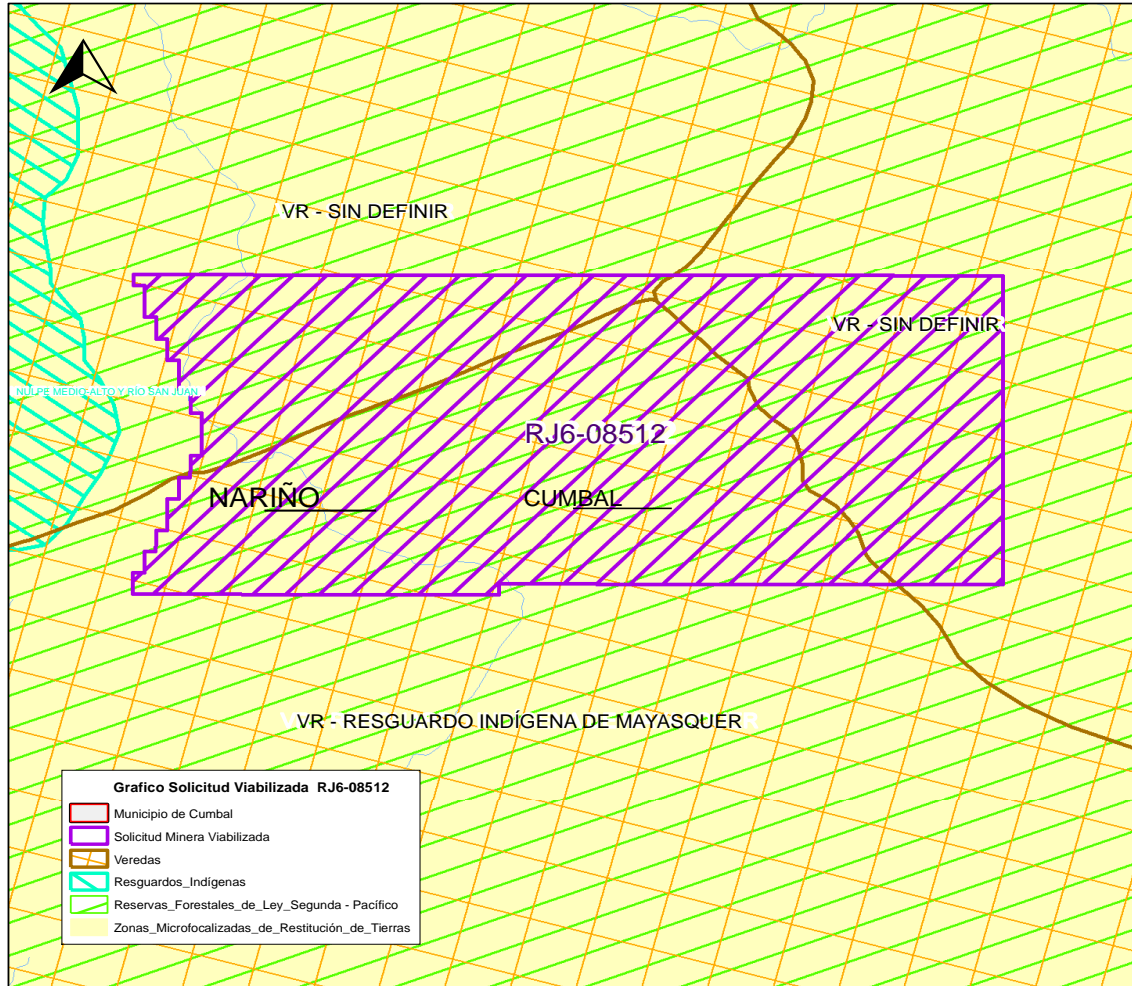 VR - SIN DEFINIR
VR - SIN DEFINIR
NULPE MEDIO-ALTO Y RÍO SAN JUAN
RJ6-08512
NARIÑO
CUMBAL
VR - RESGUARDO INDÍGENA DE MAYASQUER
Grafico Solicitud Viabilizada RJ6-08512
Municipio de Cumbal
Solicitud Minera Viabilizada
Veredas
Resguardos_Indígenas
Reservas_Forestales_de_Ley_Segunda - Pacífico
Zonas_Microfocalizadas_de_Restitución_de_Tierras